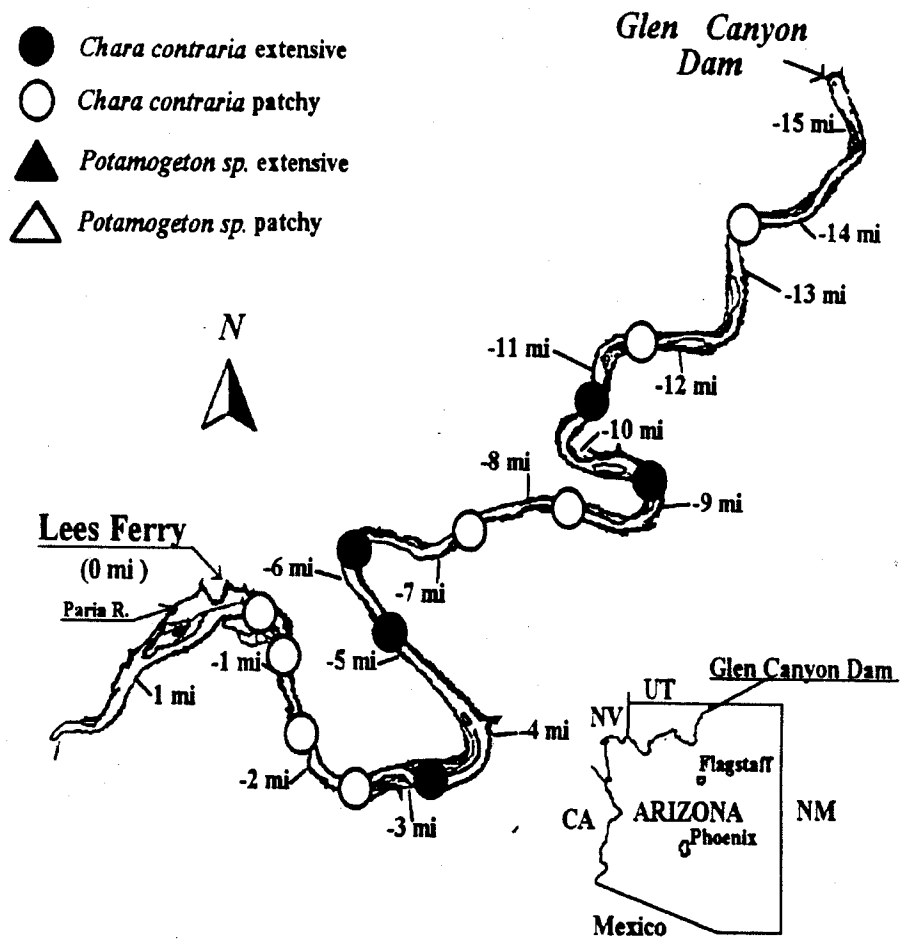 Chara contraria extensive
Chara contraria patchy
Potamogeton sp. extensive
Potamogeton sp. patchy
Glen Canyon
Dam
-15 mi
-14 mi
-13 mi
-12 mi
-11 mi
-10 mi
-9 mi
-8 mi
-7 mi
-6 mi
-5 mi
-4 mi
-3 mi
-2 mi
-1 mi
1 mi
N
Lees Ferry
(0 mi)
Paria R.
Glen Canyon Dam
UT
NV
Flagstaff
CA
ARIZONA
NM
Phoenix
Mexico